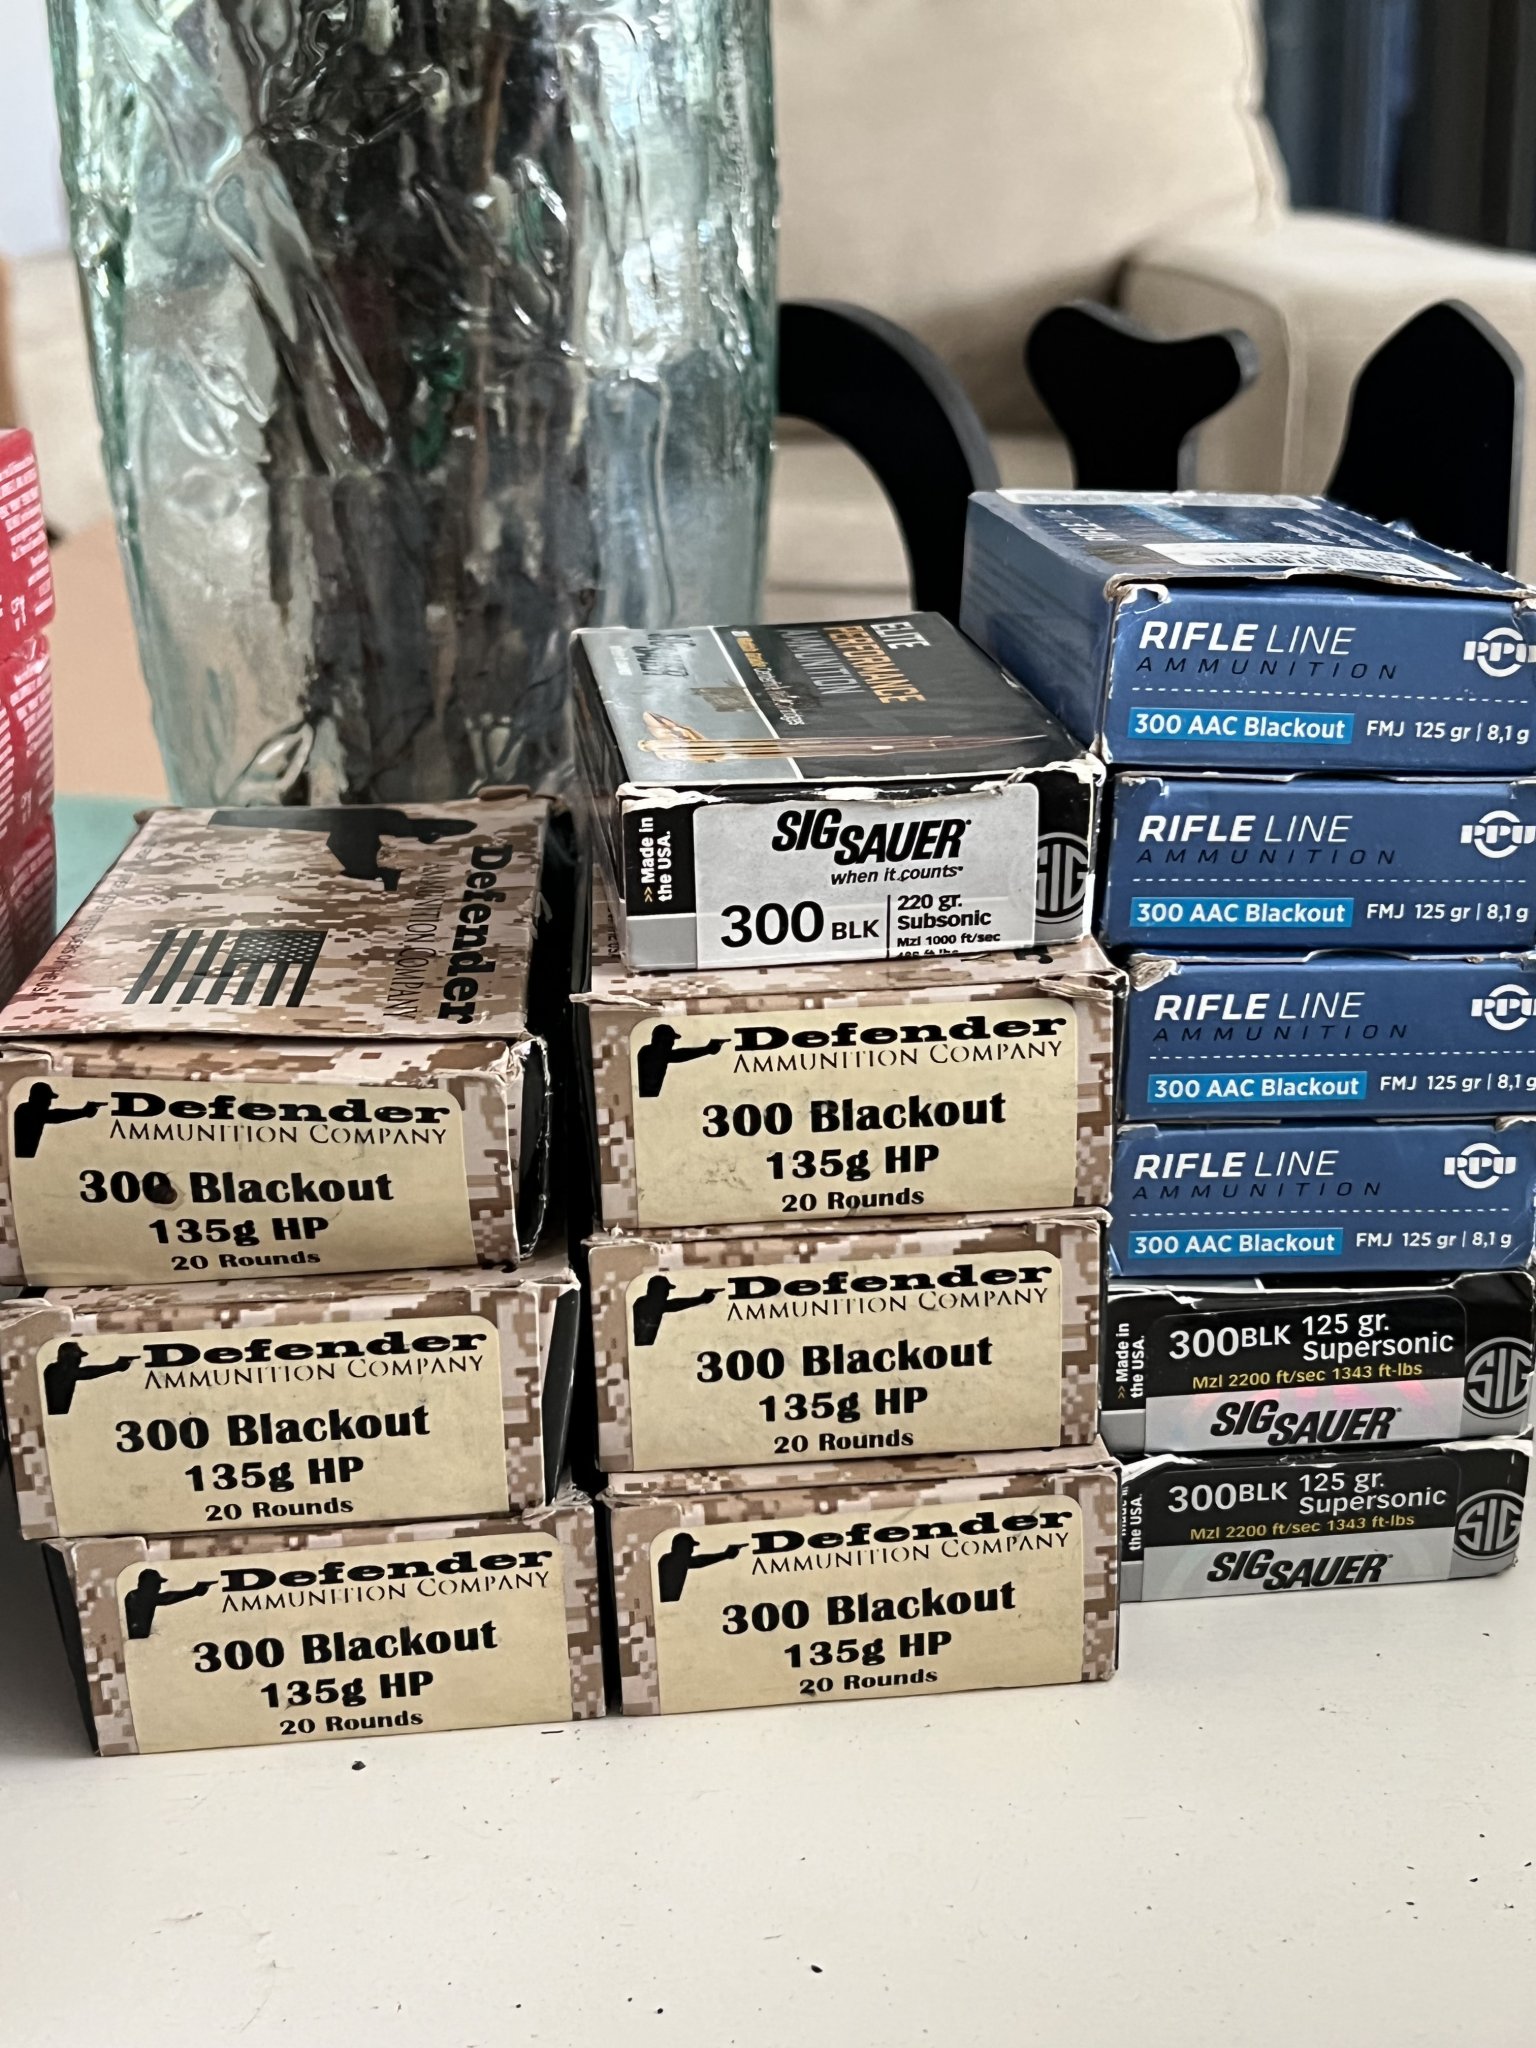 Defender
AMMUNITION COMPANY
Defender
AMMUNITION COMPANY
300 Blackout
135g HP
20 Rounds
Defender
AMMUNITION COMPANY
300 Blackout
135g HP
20 Rounds
Defender
AMMUNITION COMPANY
300 Blackout
135g HP
20 Rounds
ELITE
PERFORMANCE
AMMUNITION
>> Made in
the USA.
SIG SAUER
when it counts
SIG
300 BLK
220 gr.
Subsonic
Mzl 1000 ft/sec
Defender
AMMUNITION COMPANY
300 Blackout
135g HP
20 Rounds
Defender
AMMUNITION COMPANY
300 Blackout
135g HP
20 Rounds
Defender
AMMUNITION COMPANY
300 Blackout
135g HP
20 Rounds
RIFLE LINE
AMMUNITION
PPU
300 AAC Blackout FMJ 125 gr | 8,1 g
RIFLE LINE
AMMUNITION
PPU
300 AAC Blackout FMJ 125 gr | 8,1 g
RIFLE LINE
AMMUNITION
PPU
300 AAC Blackout FMJ 125 gr | 8,1 g
RIFLE LINE
AMMUNITION
PPU
300 AAC Blackout FMJ 125 gr | 8,1 g
>> Made in
the USA.
300BLK 125 gr.
Supersonic
Mzl 2200 ft/sec 1343 ft-lbs
SIG
SIG SAUER
the USA.
300BLK 125 gr.
Supersonic
Mzl 2200 ft/sec 1343 ft-lbs
SIG
SIG SAUER